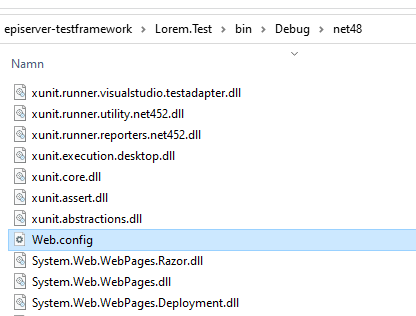 episerver-testframework > Lorem.Test > bin > Debug > net48
Namn
xunit.runner.visualstudio.testadapter.dll
xunit.runner.utility.net452.dll
xunit.runner.reporters.net452.dll
xunit.execution.desktop.dll
xunit.core.dll
xunit.assert.dll
xunit.abstractions.dll
Web.config
System.Web.WebPages.Razor.dll
System.Web.WebPages.dll
System.Web.WebPages.Deployment.dll